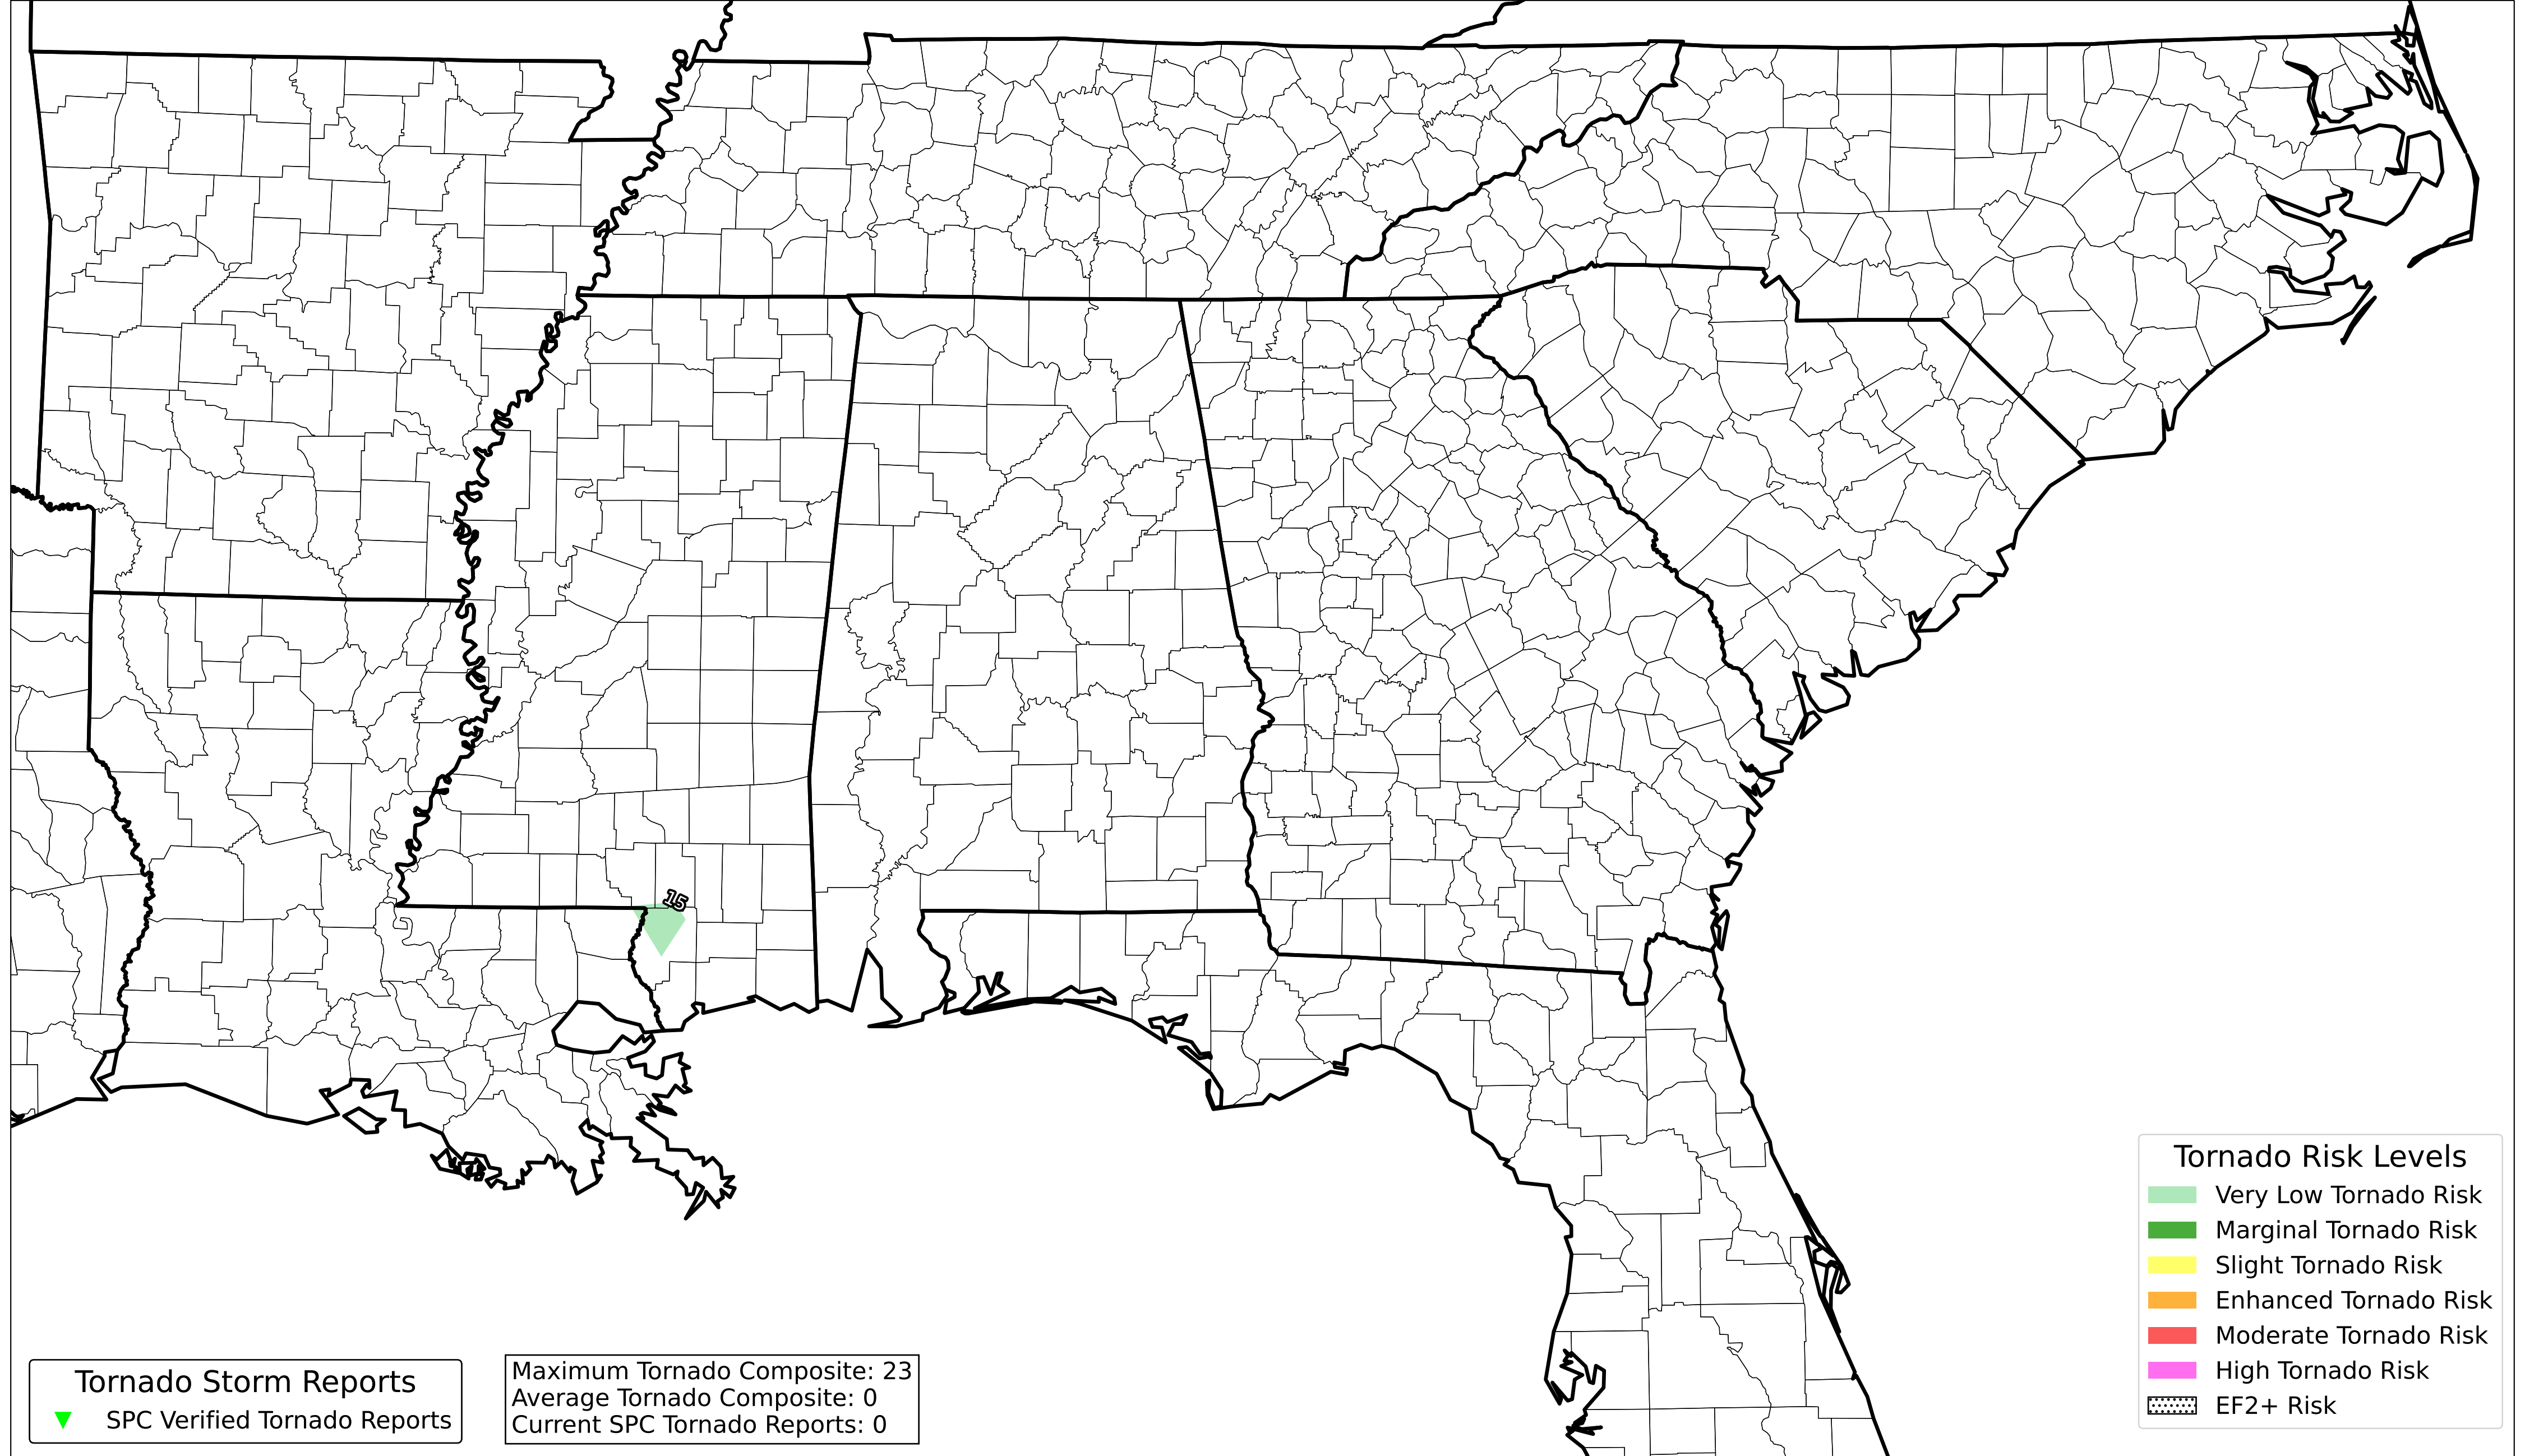 15
Tornado Risk Levels
Very Low Tornado Risk
Marginal Tornado Risk
Slight Tornado Risk
Enhanced Tornado Risk
Moderate Tornado Risk
High Tornado Risk
EF2+ Risk
Tornado Storm Reports
SPC Verified Tornado Reports
Maximum Tornado Composite: 23
Average Tornado Composite: 0
Current SPC Tornado Reports: 0